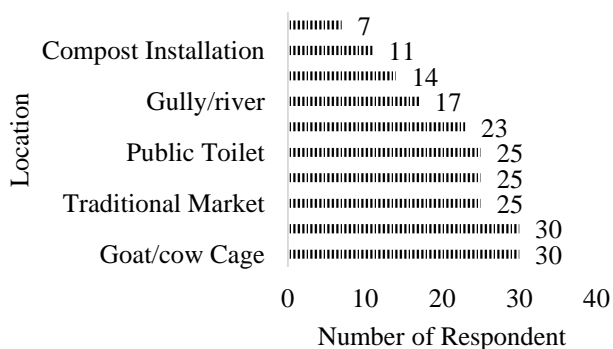 7
Compost Installation 11
14
Gully/river 17
23
Public Toilet 25
25
Traditional Market 25
30
Goat/cow Cage 30
0 10 20 30 40
Number of Respondent
Location